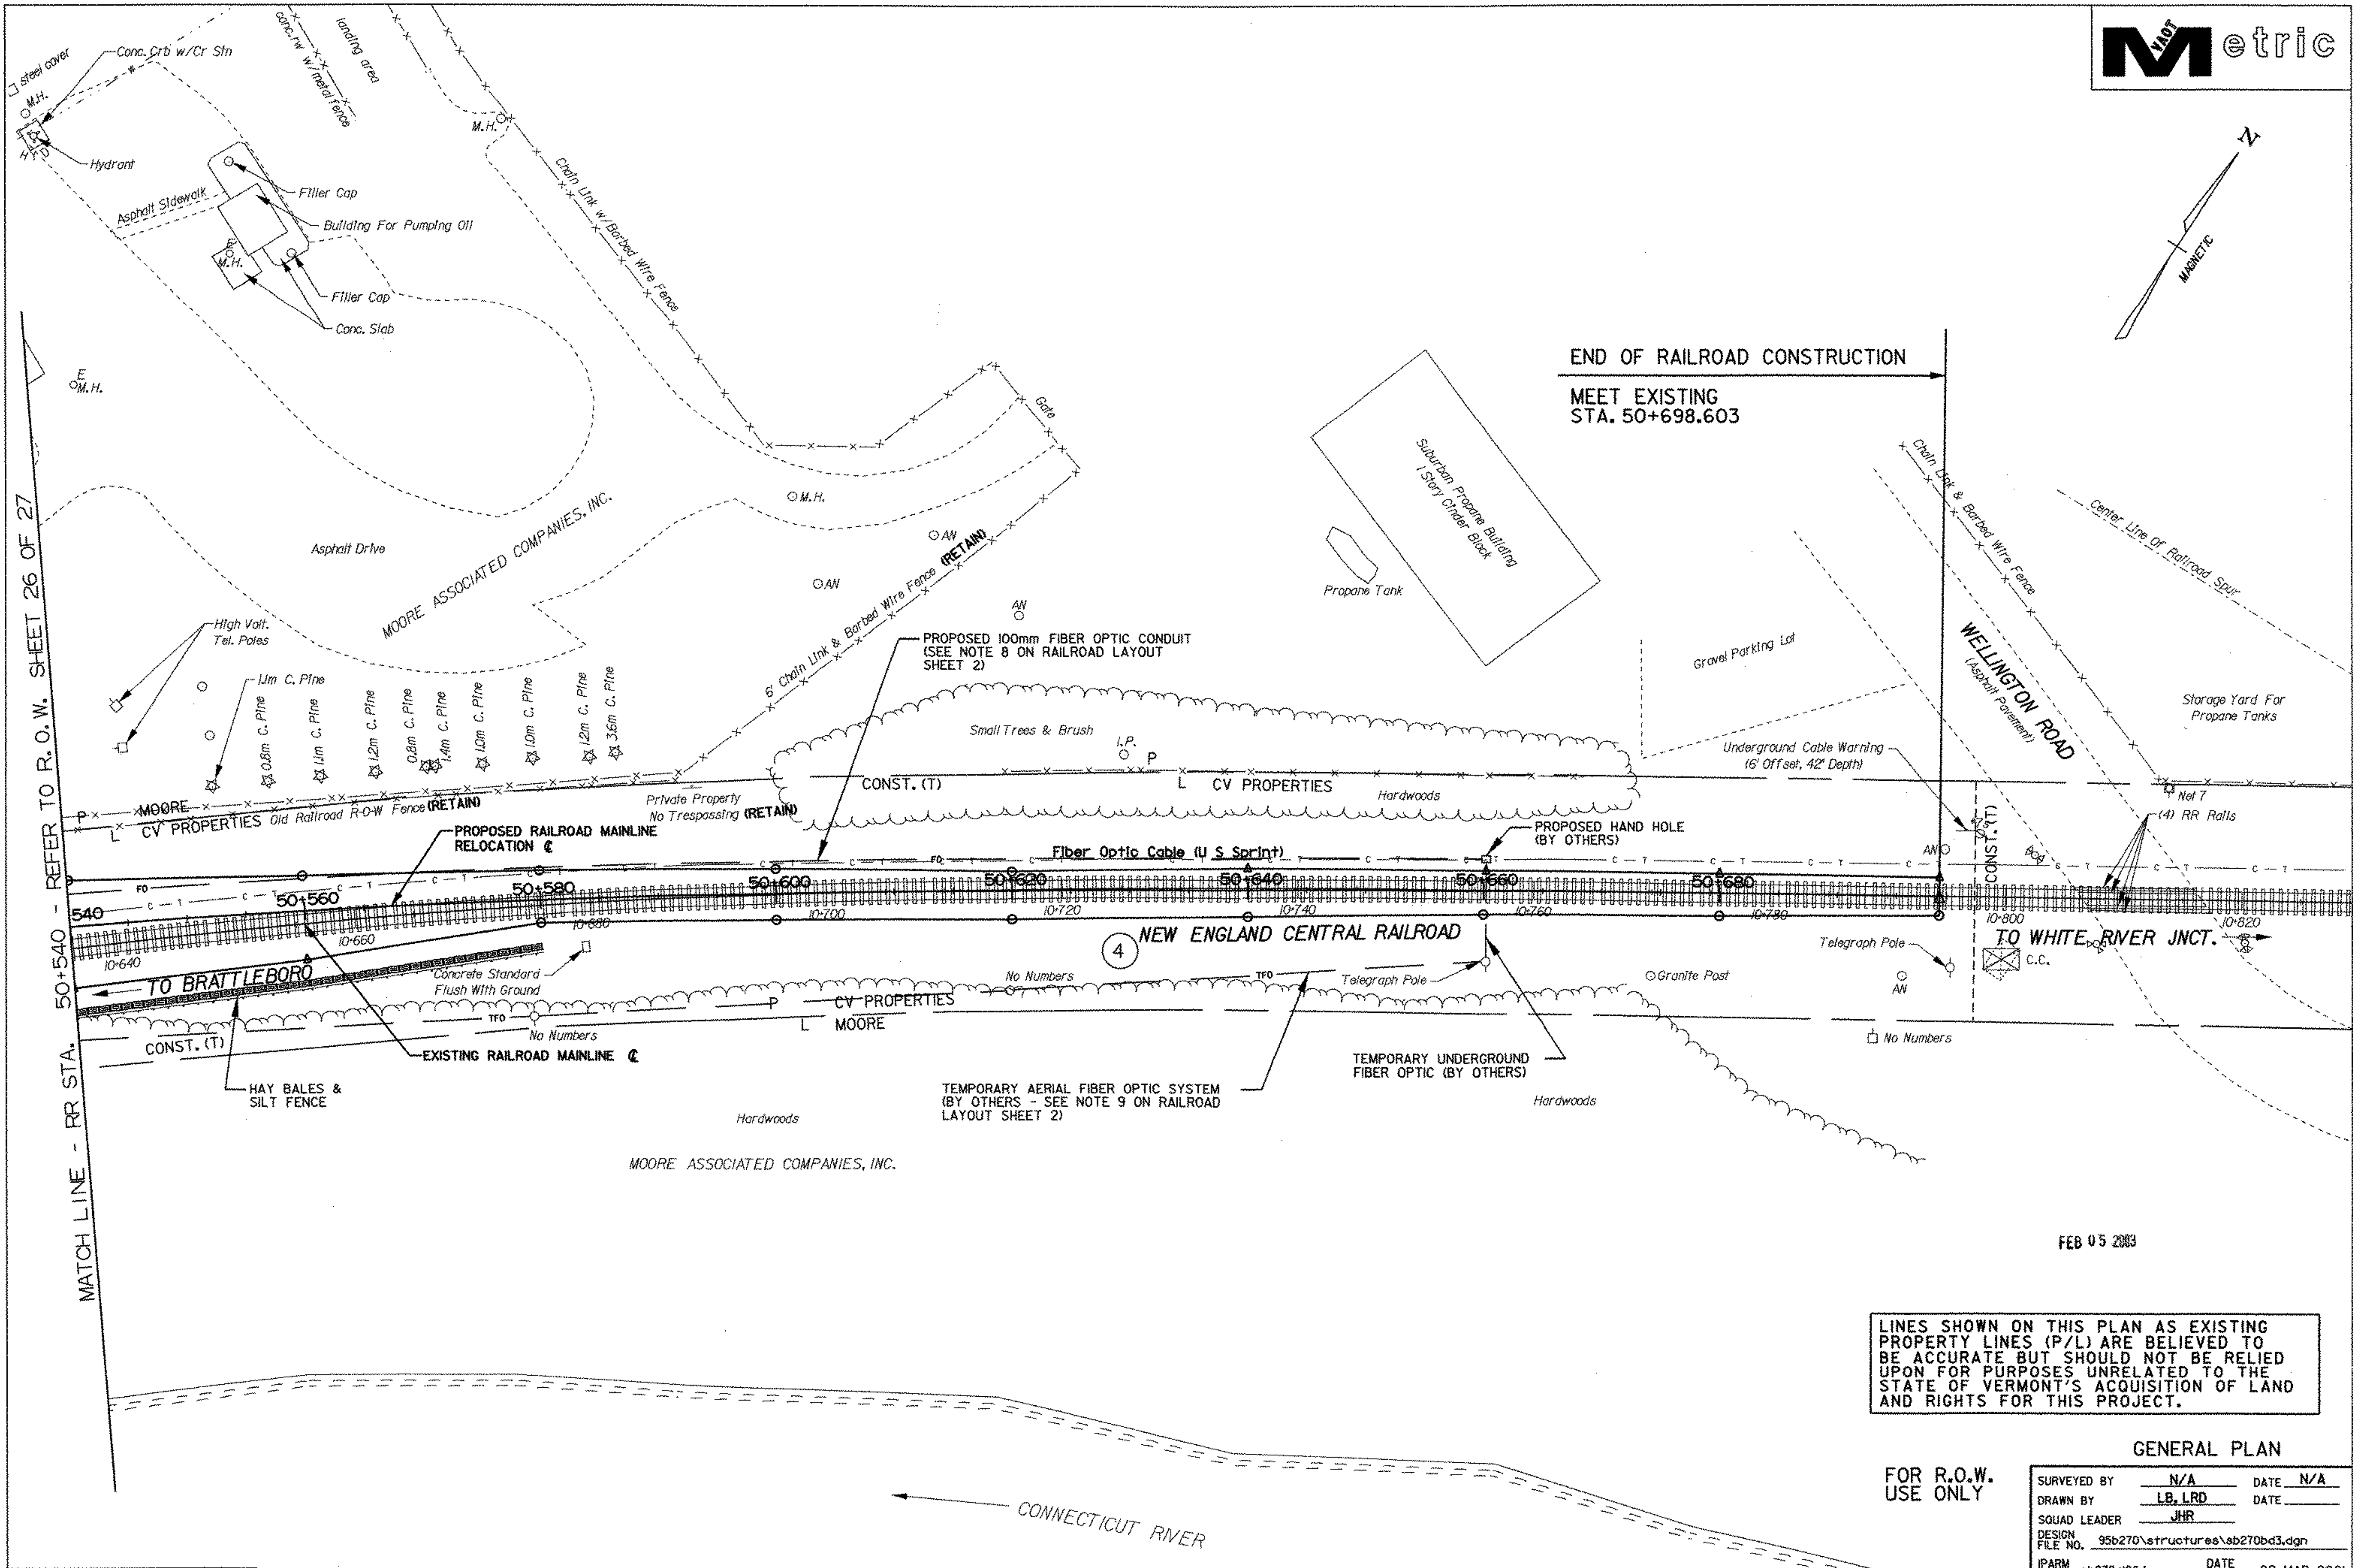 VAOT
Metric
steel cover
Conc. Crb w/Cr Stn
M.H.
HYD
Hydrant
conc.rw w/metal fence
landing area
M.H.
Chain Link w/Barbed Wire Fence
Filler Cap
Asphalt Sidewalk
Building For Pumping Oil
M.H.
Filler Cap
Conc. Slab
E
M.H.
N
MAGNETIC
END OF RAILROAD CONSTRUCTION
MEET EXISTING
STA. 50+698.603
Gate
Suburban Propane Building
1 Story Cinder Block
Propane Tank
Chain Link & Barbed Wire Fence
Center Line Of Railroad Spur
M.H.
AN
AN
AN
Asphalt Drive
MOORE ASSOCIATED COMPANIES, INC.
6' Chain Link & Barbed Wire Fence (RETAIN)
High Volt.
Tel. Poles
1.1m C. Pine
0.8m C. Pine
1.1m C. Pine
1.2m C. Pine
0.8m C. Pine
1.4m C. Pine
1.0m C. Pine
1.0m C. Pine
1.2m C. Pine
3.6m C. Pine
PROPOSED 100mm FIBER OPTIC CONDUIT
(SEE NOTE 8 ON RAILROAD LAYOUT
SHEET 2)
Gravel Parking Lot
WELLINGTON ROAD
(Asphalt Pavement)
Storage Yard For
Propane Tanks
Small Trees & Brush
I.P.
P
L
Underground Cable Warning
(6' Offset, 42" Depth)
CONST. (T)
CV PROPERTIES
Hardwoods
P
MOORE
L
CV PROPERTIES
Old Railroad R-O-W Fence (RETAIN)
Private Property
No Trespassing (RETAIN)
PROPOSED RAILROAD MAINLINE
RELOCATION ℄
PROPOSED HAND HOLE
(BY OTHERS)
Net 7
(4) RR Rails
CONST. (T)
AN
Fiber Optic Cable (U S Sprint)
FO
FO
C - T
540
50+560
50+580
50+600
50+620
50+640
50+660
50+680
10+640
10+660
10+680
10+700
10+720
10+740
10+760
10+780
10+800
10+820
TO BRATTLEBORO
4
NEW ENGLAND CENTRAL RAILROAD
TO WHITE RIVER JNCT.
Concrete Standard
Flush With Ground
No Numbers
TFO
Telegraph Pole
Granite Post
Telegraph Pole
AN
C.C.
P
CV PROPERTIES
L
MOORE
TFO
No Numbers
CONST. (T)
EXISTING RAILROAD MAINLINE ℄
No Numbers
HAY BALES &
SILT FENCE
TEMPORARY AERIAL FIBER OPTIC SYSTEM
(BY OTHERS - SEE NOTE 9 ON RAILROAD
LAYOUT SHEET 2)
TEMPORARY UNDERGROUND
FIBER OPTIC (BY OTHERS)
Hardwoods
Hardwoods
MOORE ASSOCIATED COMPANIES, INC.
MATCH LINE - RR STA. 50+540 - REFER TO R.O.W. SHEET 26 OF 27
FEB 05 2003
LINES SHOWN ON THIS PLAN AS EXISTING
PROPERTY LINES (P/L) ARE BELIEVED TO
BE ACCURATE BUT SHOULD NOT BE RELIED
UPON FOR PURPOSES UNRELATED TO THE
STATE OF VERMONT'S ACQUISITION OF LAND
AND RIGHTS FOR THIS PROJECT.
CONNECTICUT RIVER
GENERAL PLAN
FOR R.O.W.
USE ONLY
SURVEYED BY N/A DATE N/A
DRAWN BY LB, LRD DATE
SQUAD LEADER JHR
DESIGN
FILE NO. 95b270\structures\sb270bd3.dgn
IPARM DATE